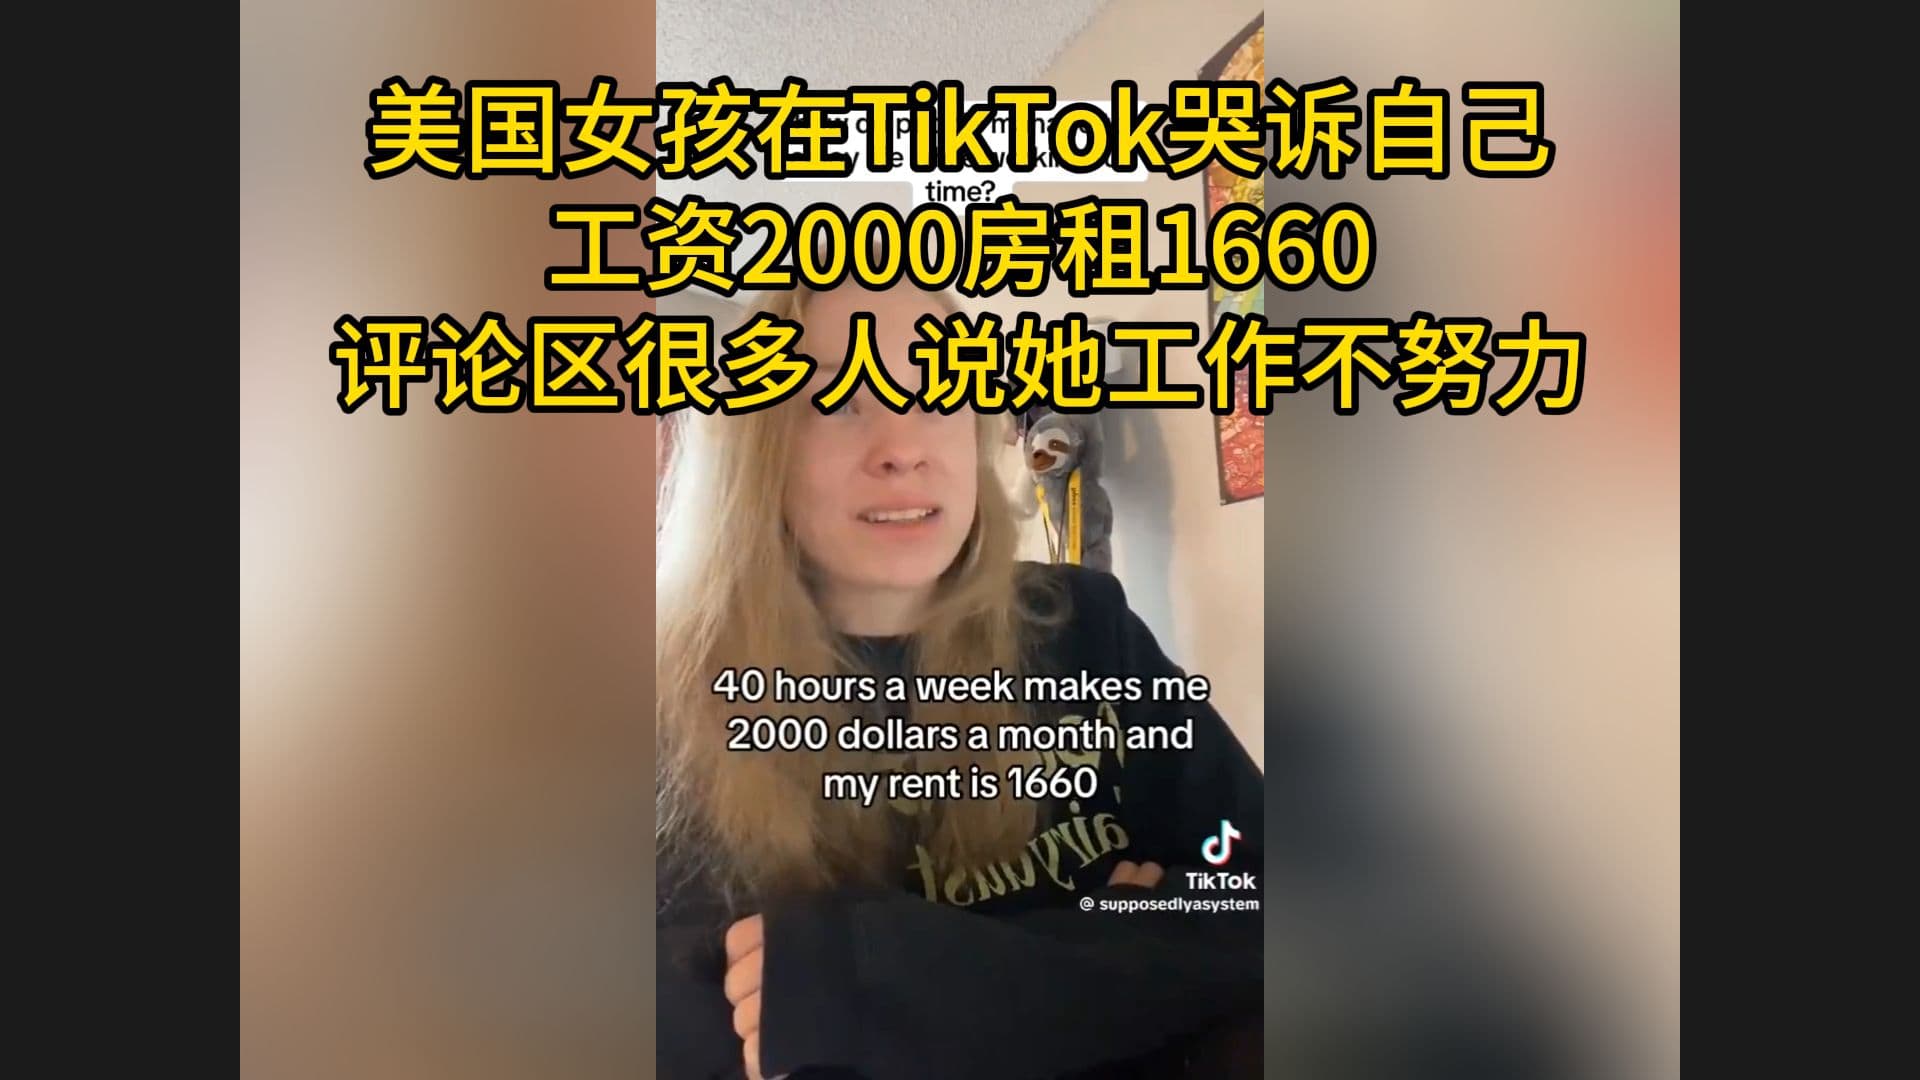 美国女孩在TikTok哭诉自己
time?
工资2000房租1660
评论区很多人说她工作不努力
40 hours a week makes me
2000 dollars a month and
my rent is 1660
TikTok
@ supposedlyasystem